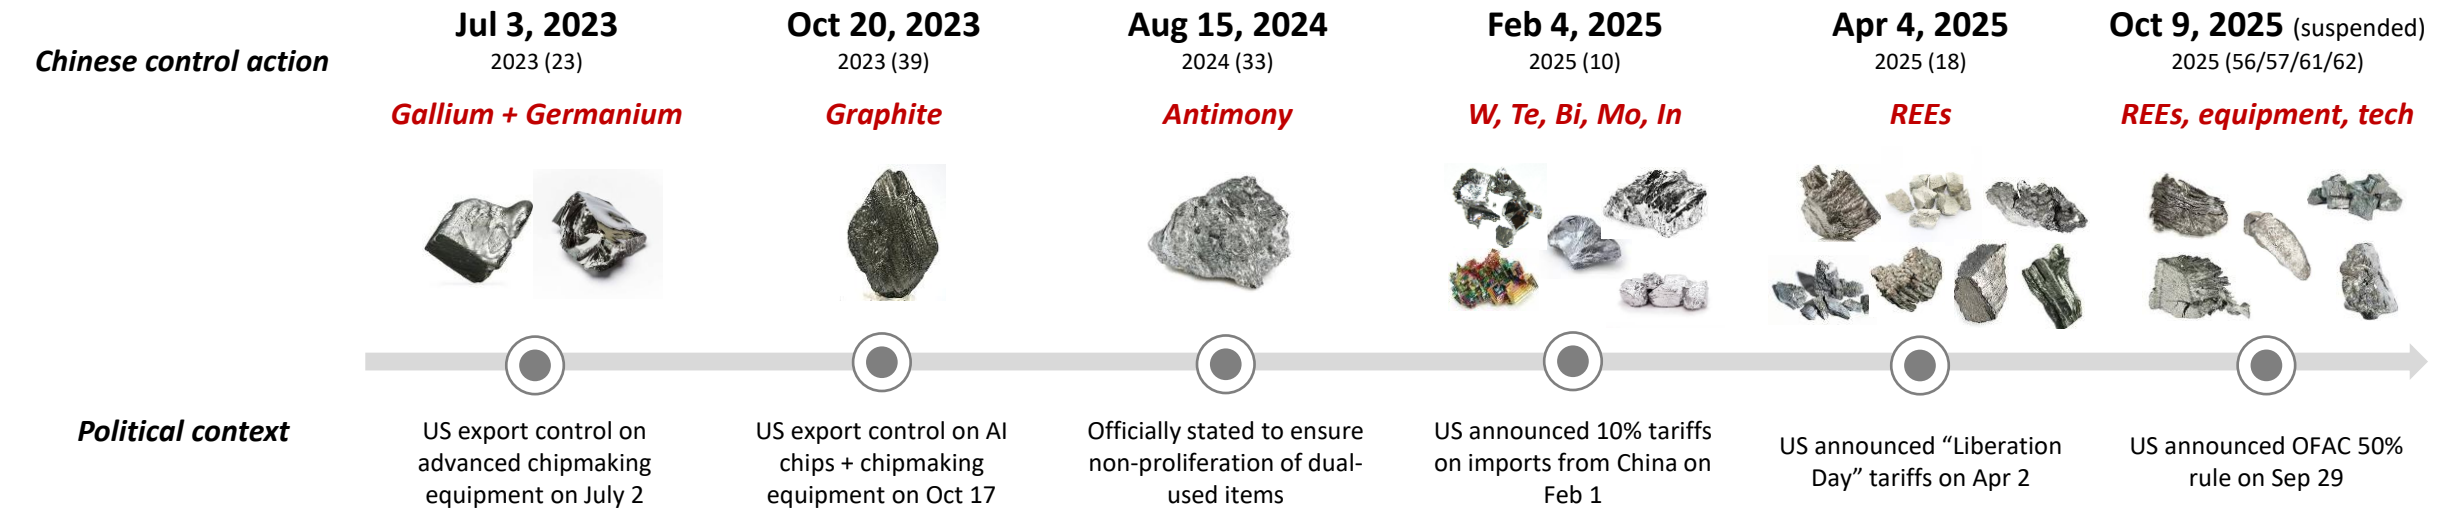 Chinese control action
Jul 3, 2023
2023 (23)
Gallium + Germanium
Oct 20, 2023
2023 (39)
Graphite
Aug 15, 2024
2024 (33)
Antimony
Feb 4, 2025
2025 (10)
W, Te, Bi, Mo, In
Apr 4, 2025
2025 (18)
REEs
Oct 9, 2025 (suspended)
2025 (56/57/61/62)
REEs, equipment, tech
Political context
US export control on
advanced chipmaking
equipment on July 2
US export control on AI
chips + chipmaking
equipment on Oct 17
Officially stated to ensure
non-proliferation of dual-
used items
US announced 10% tariffs
on imports from China on
Feb 1
US announced “Liberation
Day” tariffs on Apr 2
US announced OFAC 50%
rule on Sep 29